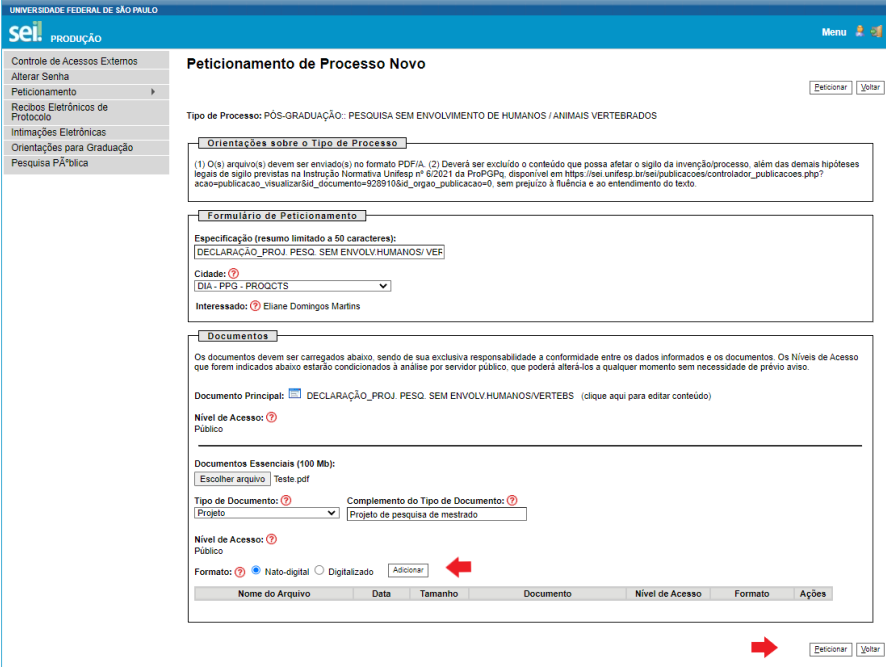 UNIVERSIDADE FEDERAL DE SÃO PAULO
sei! PRODUÇÃO
Menu
Controle de Acessos Externos
Alterar Senha
Peticionamento
Recibos Eletrônicos de
Protocolo
Intimações Eletrônicas
Orientações para Graduação
Pesquisa PÃºblica
Peticionamento de Processo Novo
Peticionar Voltar
Tipo de Processo: PÓS-GRADUAÇÃO:: PESQUISA SEM ENVOLVIMENTO DE HUMANOS / ANIMAIS VERTEBRADOS
Orientações sobre o Tipo de Processo
(1) O(s) arquivo(s) devem ser enviado(s) no formato PDF/A. (2) Deverá ser excluído o conteúdo que possa afetar o sigilo da invenção/processo, além das demais hipóteses
legais de sigilo previstas na Instrução Normativa Unifesp nº 6/2021 da ProPGPq, disponível em https://sei.unifesp.br/sei/publicacoes/controlador_publicacoes.php?
acao=publicacao_visualizar&id_documento=928910&id_orgao_publicacao=0, sem prejuízo à fluência e ao entendimento do texto.
Formulário de Peticionamento
Especificação (resumo limitado a 50 caracteres):
DECLARAÇÃO_PROJ. PESQ. SEM ENVOLV.HUMANOS/ VER
Cidade: ?
DIA - PPG - PROQCTS
Interessado: ? Eliane Domingos Martins
Documentos
Os documentos devem ser carregados abaixo, sendo de sua exclusiva responsabilidade a conformidade entre os dados informados e os documentos. Os Níveis de Acesso
que forem indicados abaixo estarão condicionados à análise por servidor público, que poderá alterá-los a qualquer momento sem necessidade de prévio aviso.
Documento Principal: DECLARAÇÃO_PROJ. PESQ. SEM ENVOLV.HUMANOS/VERTEBS (clique aqui para editar conteúdo)
Nível de Acesso: ?
Público
Documentos Essenciais (100 Mb):
Escolher arquivo Teste.pdf
Tipo de Documento: ? Complemento do Tipo de Documento: ?
Projeto Projeto de pesquisa de mestrado
Nível de Acesso: ?
Público
Formato: ? Nato-digital Digitalizado Adicionar
Nome do Arquivo Data Tamanho Documento Nível de Acesso Formato Ações
Peticionar Voltar